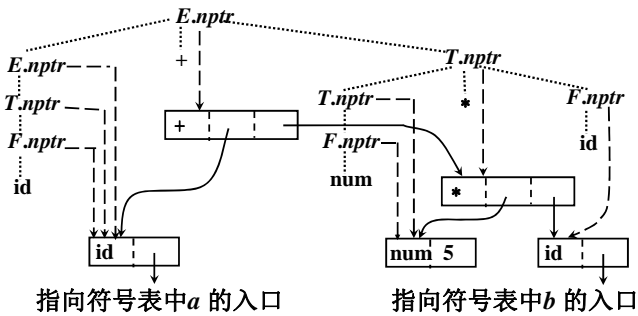 E.nptr
E.nptr
+
T.nptr
T.nptr
T.nptr
*
F.nptr
+
F.nptr
F.nptr
id
id
num
*
id
num 5
id
指向符号表中a 的入口
指向符号表中b 的入口